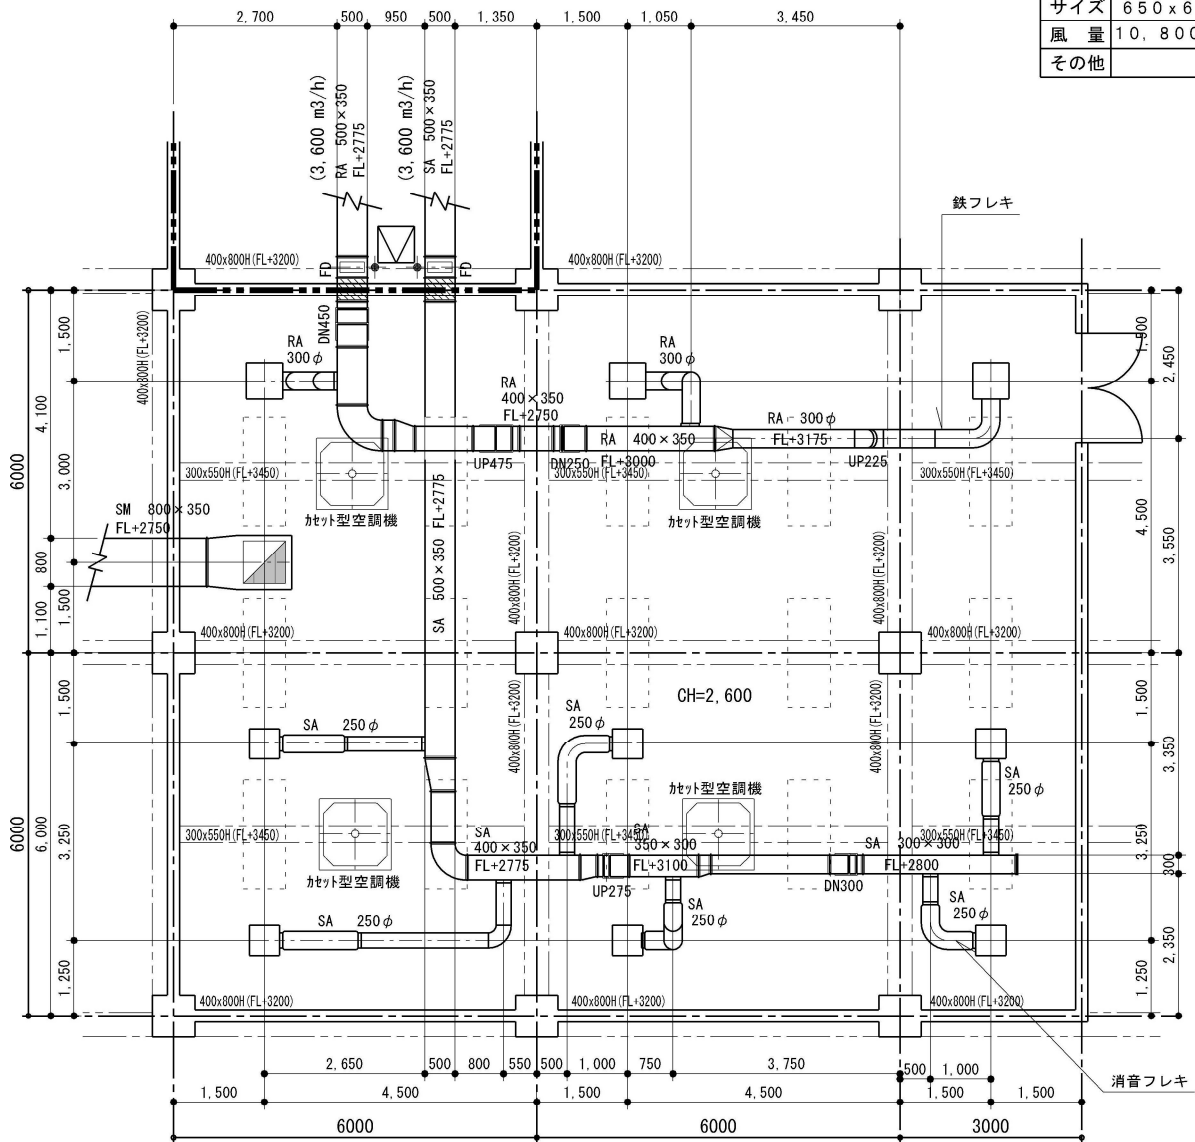 2,700
500
950
500
1,350
1,500
1,050
3,450
サイズ 650x6
風 量 10,800
その他
(3,600 m3/h)
RA 500×350
FL+2775
(3,600 m3/h)
SA 500×350
FL+2775
鉄フレキ
400x800H(FL+3200)
FD
FD
400x800H(FL+3200)
DN450
400x800H(FL+3200)
RA
300φ
RA
300φ
RA
400×350
FL+2750
RA 300φ
FL+3175
RA 400×350
FL+3000
UP475
DN250
UP225
300x550H(FL+3450)
300x550H(FL+3450)
300x550H(FL+3450)
カセット型空調機
カセット型空調機
SM 800×350
FL+2750
SA 500×350 FL+2775
400x800H(FL+3200)
400x800H(FL+3200)
400x800H(FL+3200)
400x800H(FL+3200)
400x800H(FL+3200)
CH=2,600
400x800H(FL+3200)
400x800H(FL+3200)
SA 250φ
SA
250φ
SA
250φ
カセット型空調機
カセット型空調機
300x550H(FL+3450)
300x550H(FL+3450)
300x550H(FL+3450)
SA
400×350
FL+2775
SA
350×300
FL+3100
SA 300×300
FL+2800
UP275
DN300
SA 250φ
SA
250φ
SA
250φ
400x800H(FL+3200)
400x800H(FL+3200)
400x800H(FL+3200)
消音フレキ
6000
6000
4,100
800
1,100
6,000
1,500
3,000
1,500
1,500
3,250
1,250
1,500
4,500
1,500
3,250
300
1,250
2,450
3,550
3,350
2,350
2,650
500
800
550
500
1,000
750
3,750
500
1,000
1,500
4,500
1,500
4,500
1,500
1,500
6000
6000
3000